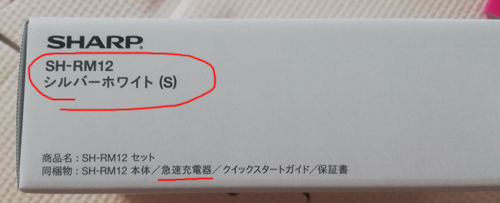 SHARP
SH-RM12
シルバーホワイト (S)
商品名：SH-RM12 セット
同梱物：SH-RM12 本体／急速充電器／クイックスタートガイド／保証書